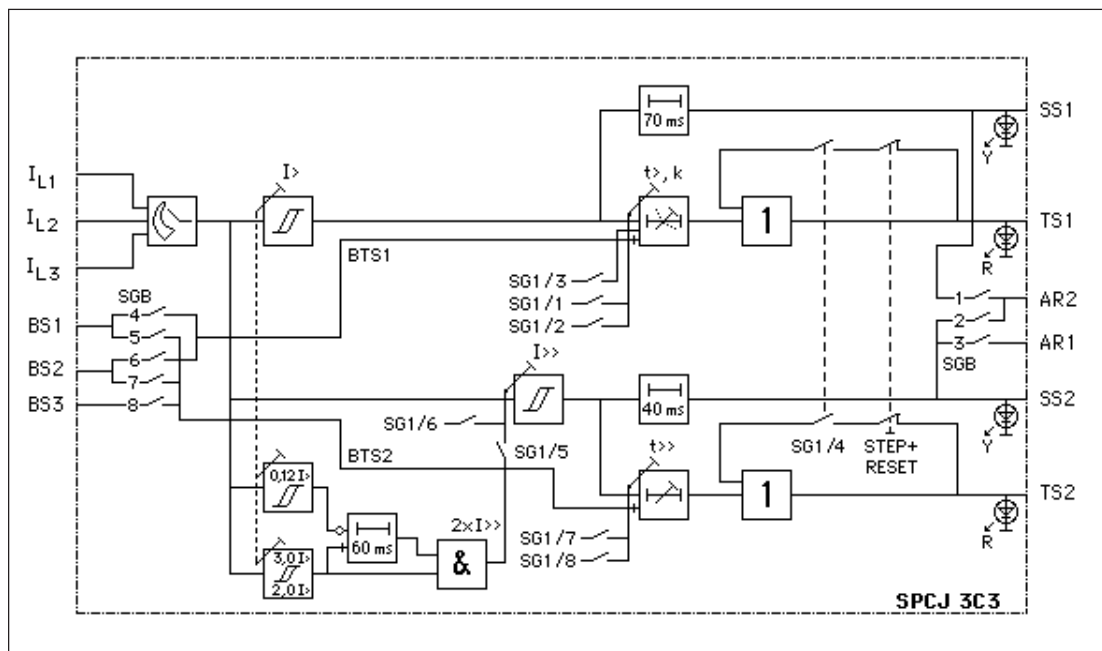 SS1
70 ms
Y
I>
t>, k
IL1
IL2
IL3
1
TS1
R
BTS1
SG1/3
SG1/1
SG1/2
SGB
4
5
6
7
8
BS1
BS2
BS3
1
2
3
SGB
AR2
AR1
I>>
40 ms
SS2
Y
SG1/6
SG1/5
SG1/4
STEP+
RESET
BTS2
t>>
1
TS2
R
0,12 I>
60 ms
2xI>>
&
3,0 I>
2,0 I>
SG1/7
SG1/8
SPCJ 3C3